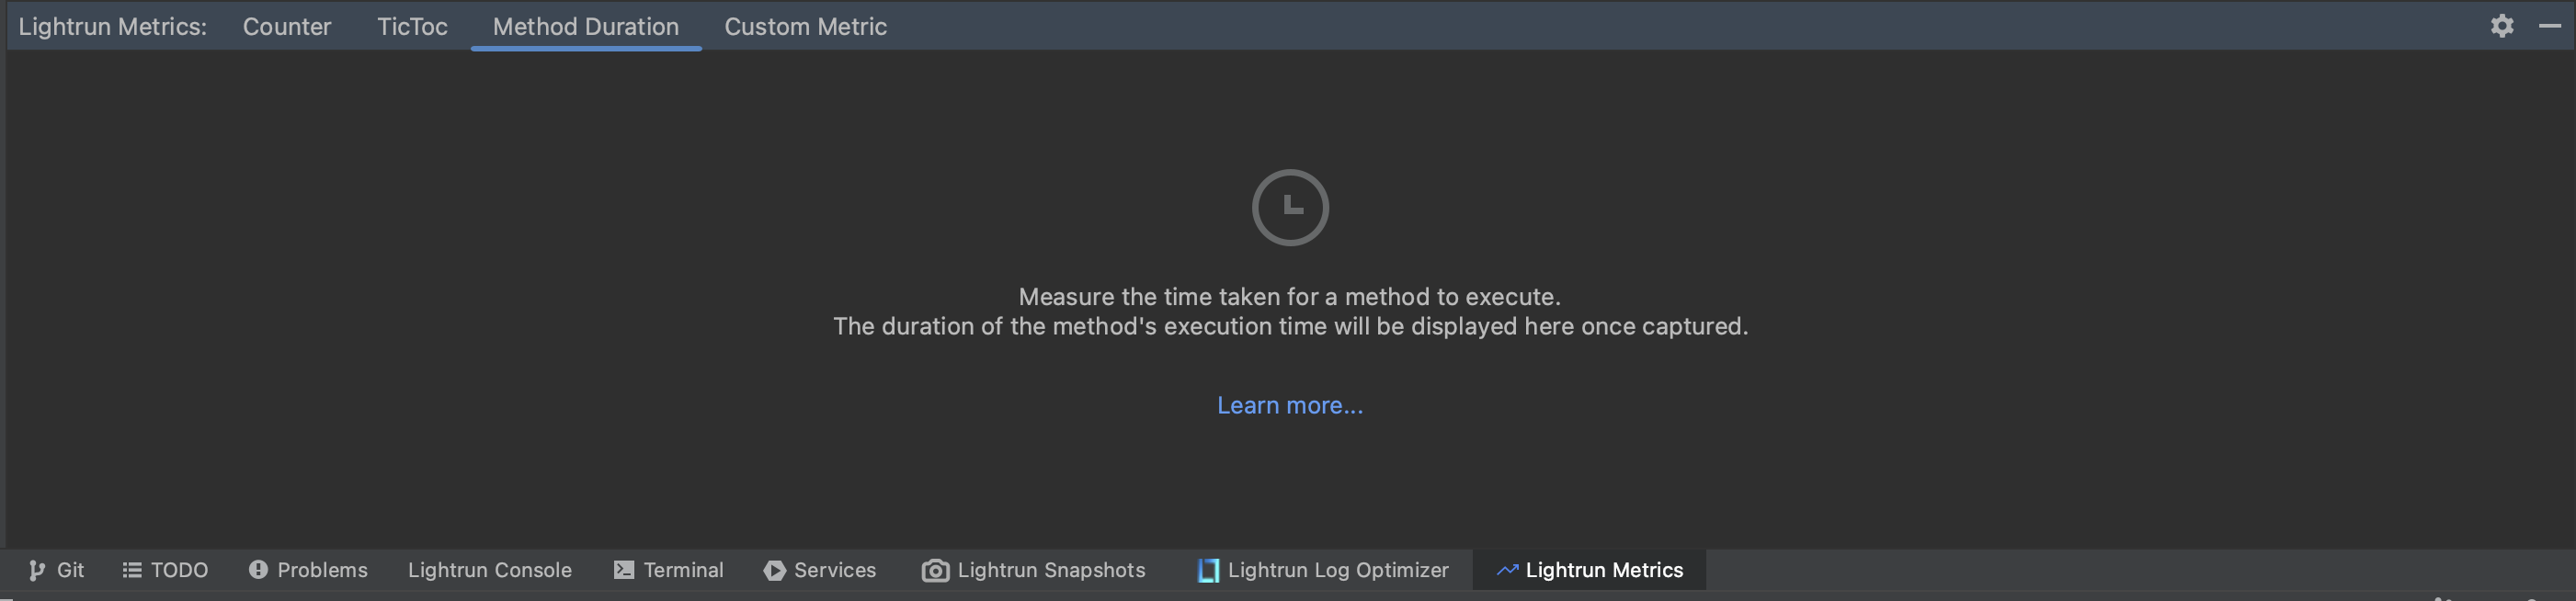 Lightrun Metrics: Counter TicToc Method Duration Custom Metric
Measure the time taken for a method to execute.
The duration of the method's execution time will be displayed here once captured.
Learn more...
Git TODO Problems Lightrun Console Terminal Services Lightrun Snapshots Lightrun Log Optimizer Lightrun Metrics